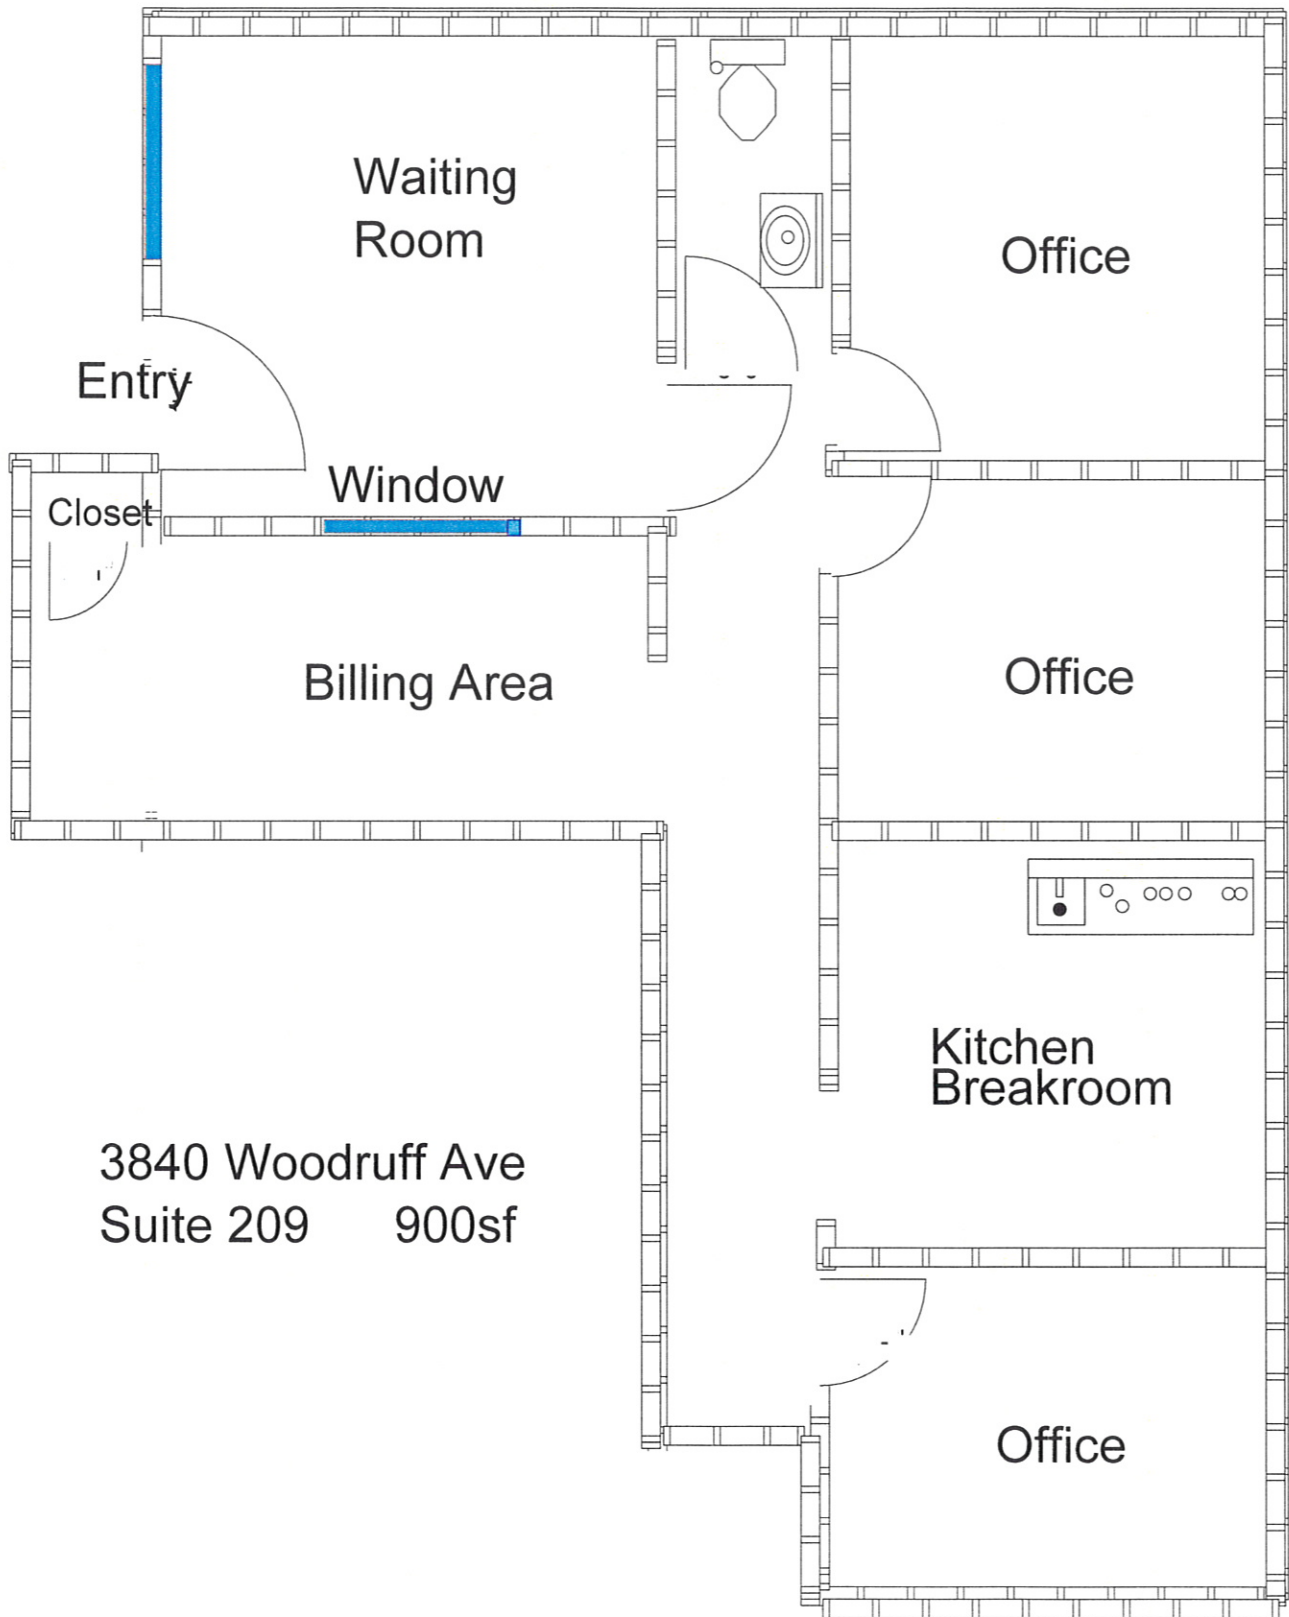 Waiting
Room
Office
Entry
Window
Closet
Billing Area
Office
Kitchen
Breakroom
3840 Woodruff Ave
Suite 209 900sf
Office